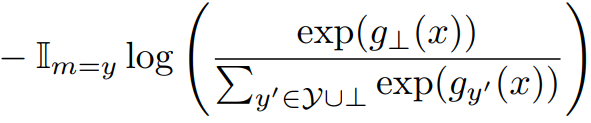 − 𝕀_{m=y} log ( exp(g_⊥(x)) / ∑_{y′∈𝒴∪⊥} exp(g_{y′}(x)) )